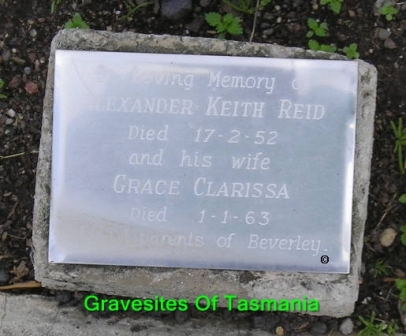 Loving Memory of
ALEXANDER KEITH REID
Died 17-2-52
and his wife
GRACE CLARISSA
Died 1-1-63
parents of Beverley.
©
Gravesites Of Tasmania